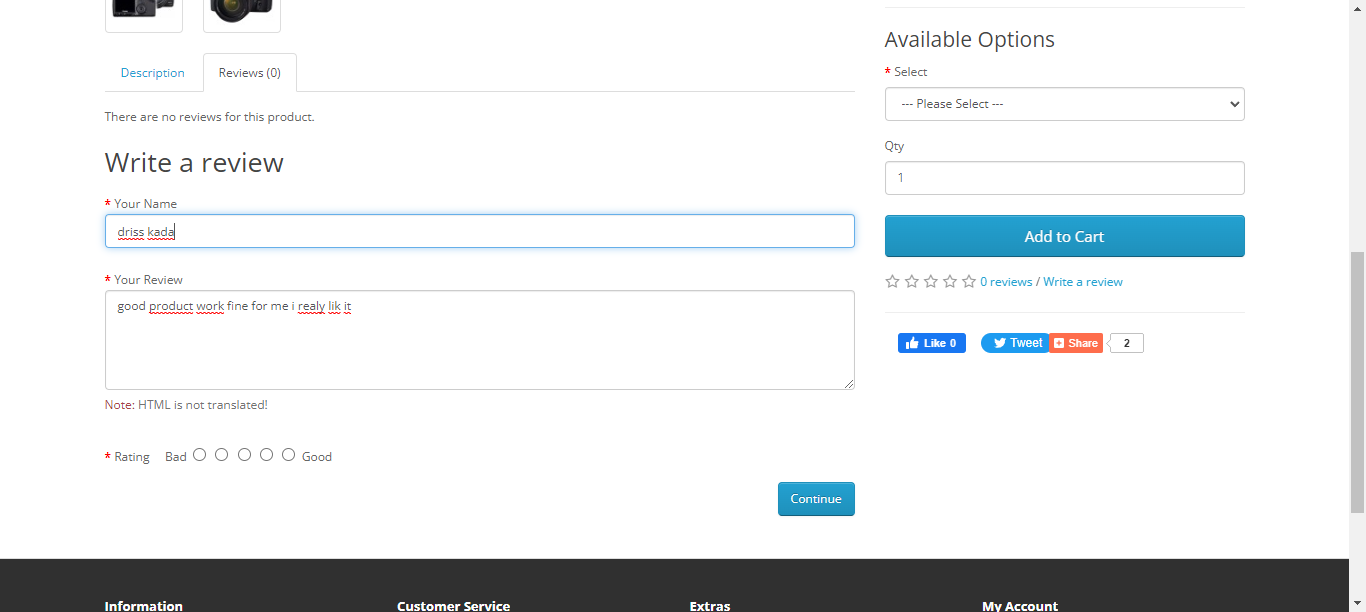 Description
Reviews (0)
There are no reviews for this product.
Write a review
* Your Name
driss kada
* Your Review
good product work fine for me i realy lik it
Note: HTML is not translated!
* Rating Bad Good
Continue
Available Options
* Select
--- Please Select ---
Qty
1
Add to Cart
0 reviews / Write a review
Like 0
Tweet
Share
2
Information
Customer Service
Extras
My Account